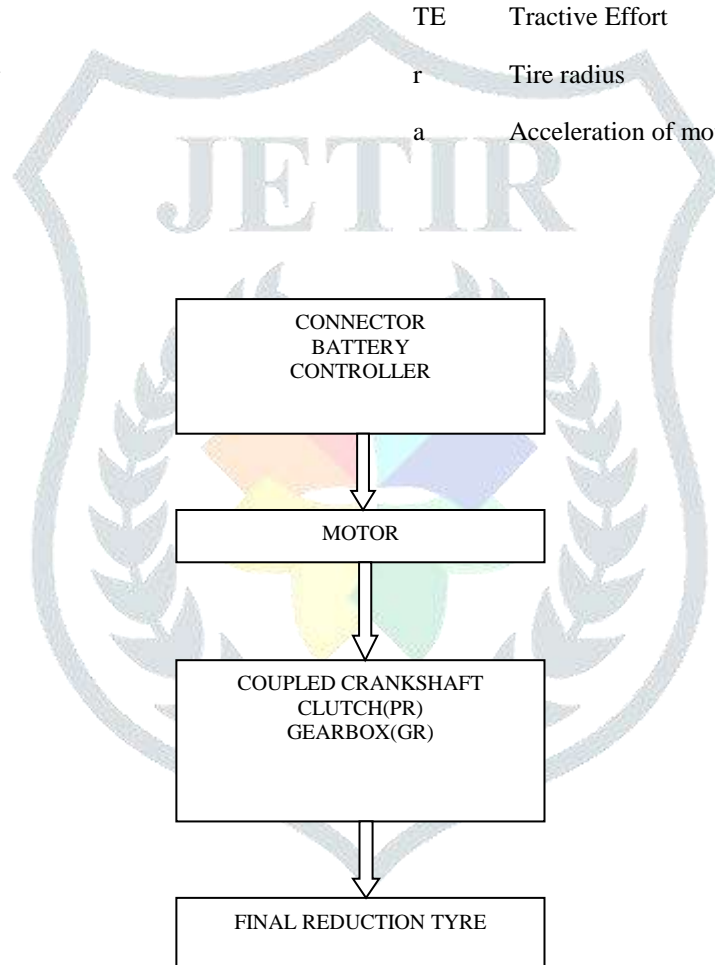 TE Tractive Effort
r Tire radius
a Acceleration of mo
JETIR
CONNECTOR
BATTERY
CONTROLLER
MOTOR
COUPLED CRANKSHAFT
CLUTCH(PR)
GEARBOX(GR)
FINAL REDUCTION TYRE